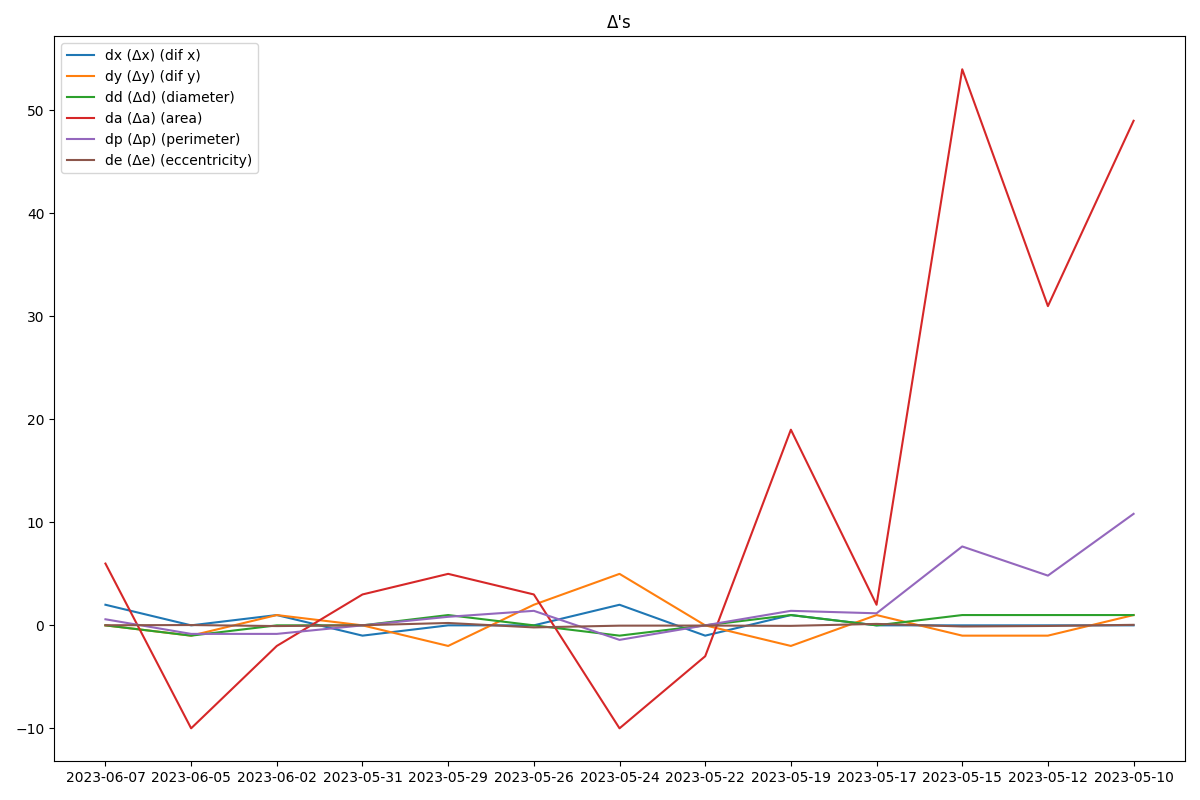 Δ's
dx (Δx) (dif x)
dy (Δy) (dif y)
dd (Δd) (diameter)
da (Δa) (area)
dp (Δp) (perimeter)
de (Δe) (eccentricity)
50
40
30
20
10
0
−10
2023-06-07 2023-06-05 2023-06-02 2023-05-31 2023-05-29 2023-05-26 2023-05-24 2023-05-22 2023-05-19 2023-05-17 2023-05-15 2023-05-12 2023-05-10